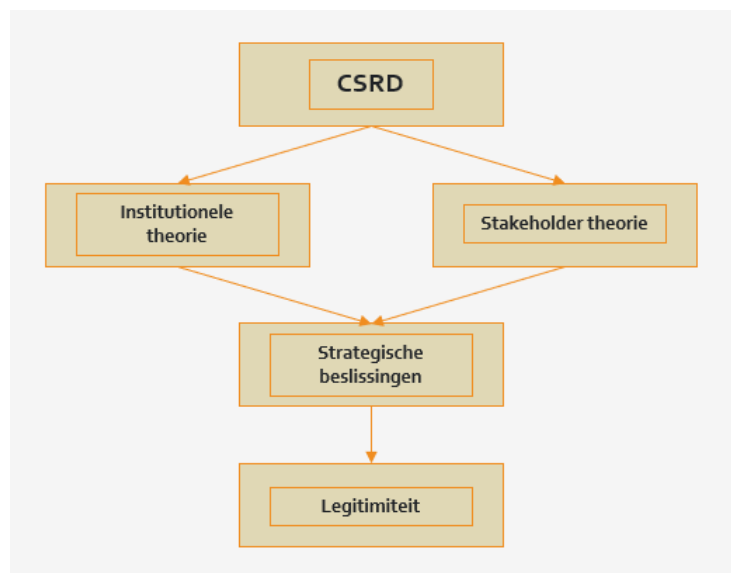 CSRD
Institutionele
theorie
Stakeholder theorie
Strategische
beslissingen
Legitimiteit